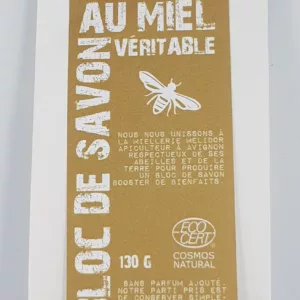 BLOC DE SAVON
AU MIEL
VÉRITABLE
NOUS NOUS UNISSONS À
LA MIELLERIE MELIDOR
APICULTEUR À AVIGNON
RESPECTUEUX DE SES
ABEILLES ET DE LA
TERRE POUR PRODUIRE
UN BLOC DE SAVON
BOOSTER DE BIENFAITS.
ECO
CERT
COSMOS
NATURAL
130 G
SANS PARFUM AJOUTÉ,
NOTRE PARTI PRIS EST
DE CONSERVER SIMPLE-